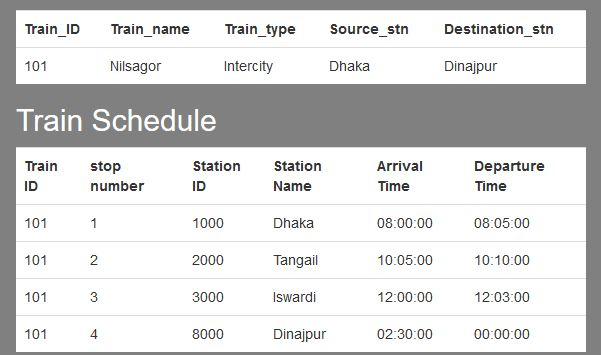 Train_ID Train_name Train_type Source_stn Destination_stn
101 Nilsagor Intercity Dhaka Dinajpur
Train Schedule
Train ID stop number Station ID Station Name Arrival Time Departure Time
101 1 1000 Dhaka 08:00:00 08:05:00
101 2 2000 Tangail 10:05:00 10:10:00
101 3 3000 Iswardi 12:00:00 12:03:00
101 4 8000 Dinajpur 02:30:00 00:00:00